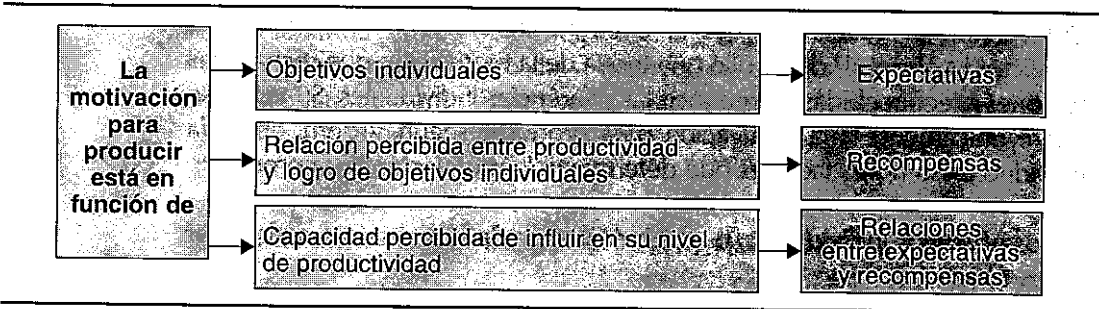 La
motivación
para
producir
está en
función de
Objetivos individuales
Expectativas
Relación percibida entre productividad
y logro de objetivos individuales
Recompensas
Capacidad percibida de influir en su nivel
de productividad
Relaciones
entre expectativas
y recompensas